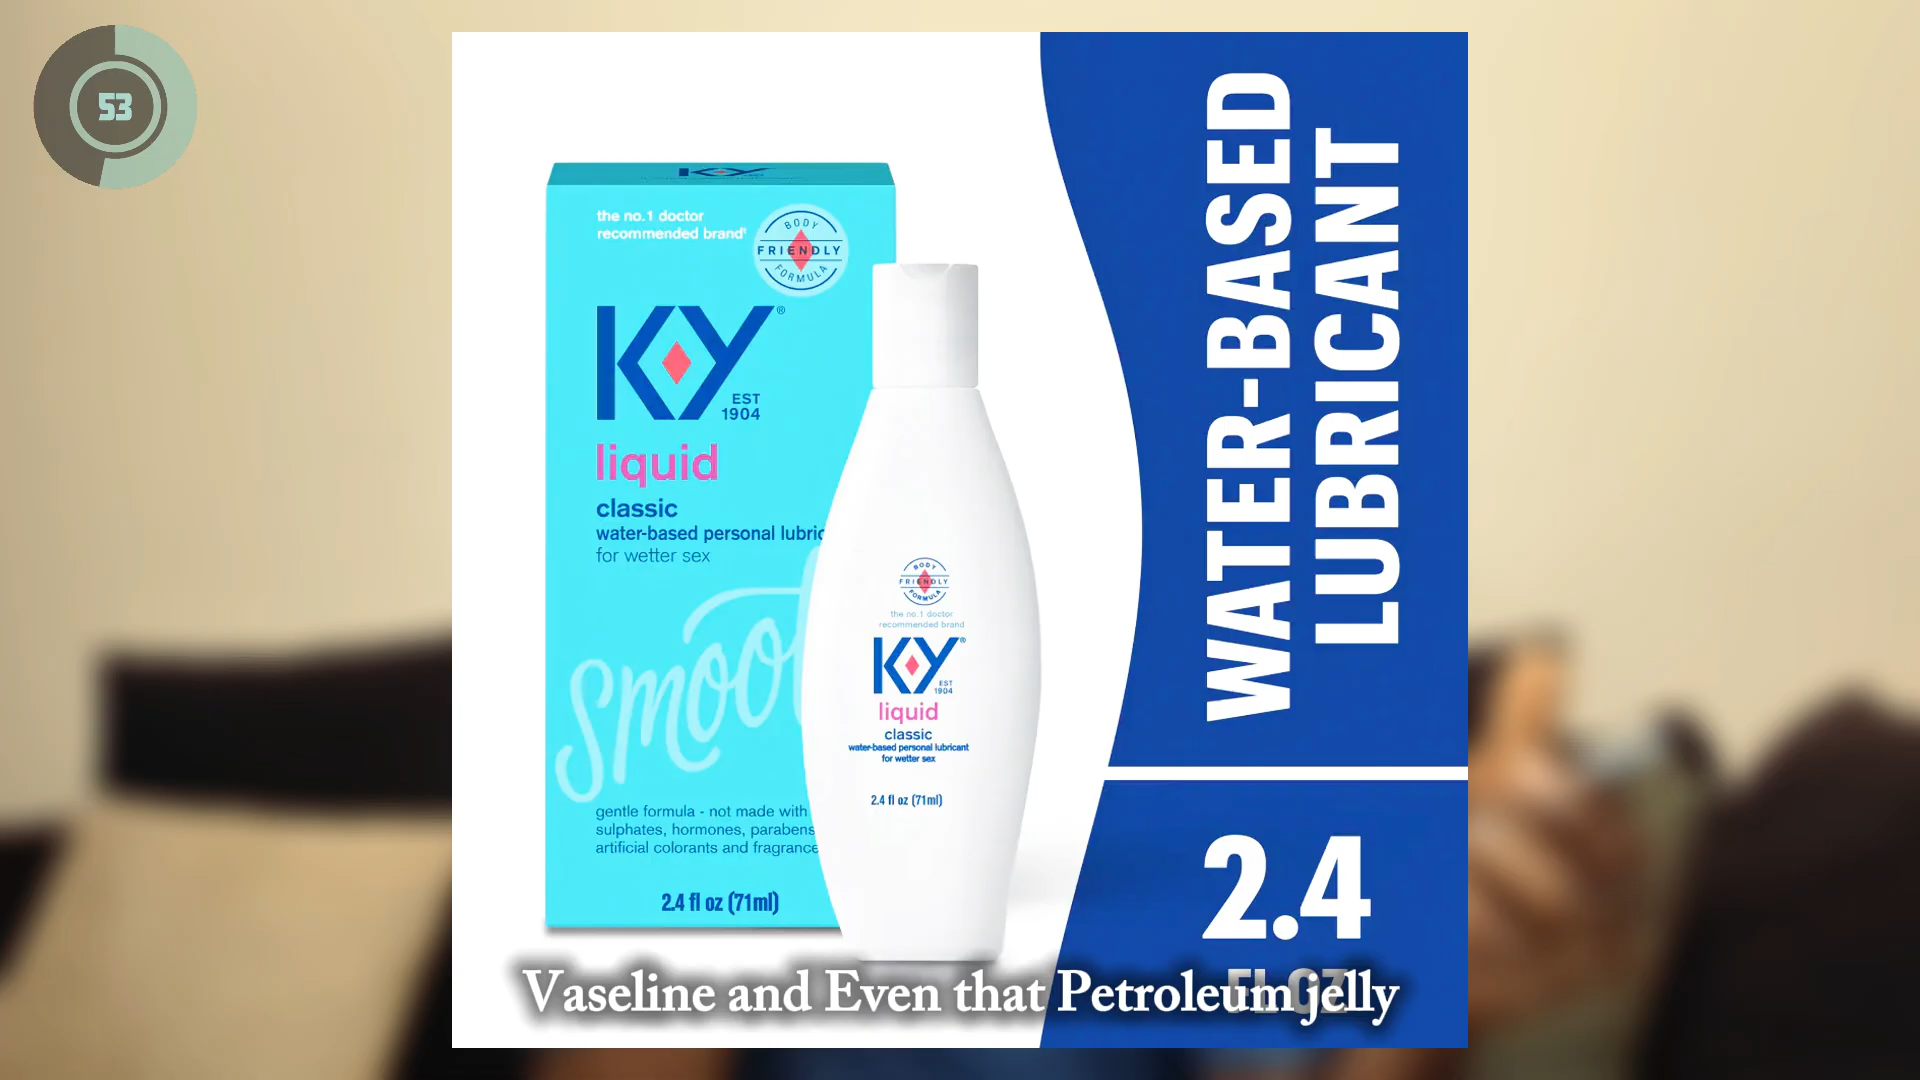 53
the no.1 doctor
recommended brand†
BODY
FRIENDLY
FORMULA
KY®
EST
1904
liquid
classic
water-based personal lubric
for wetter sex
Smoot
gentle formula - not made with
sulphates, hormones, parabens
artificial colorants and fragrance
2.4 fl oz (71ml)
KY
BODY
FRIENDLY
FORMULA
the no.1 doctor
recommended brand
KY®
EST
1904
liquid
classic
water-based personal lubricant
for wetter sex
2.4 fl oz (71ml)
WATER-BASED
LUBRICANT
2.4
FL OZ
Vaseline and Even that Petroleum jelly